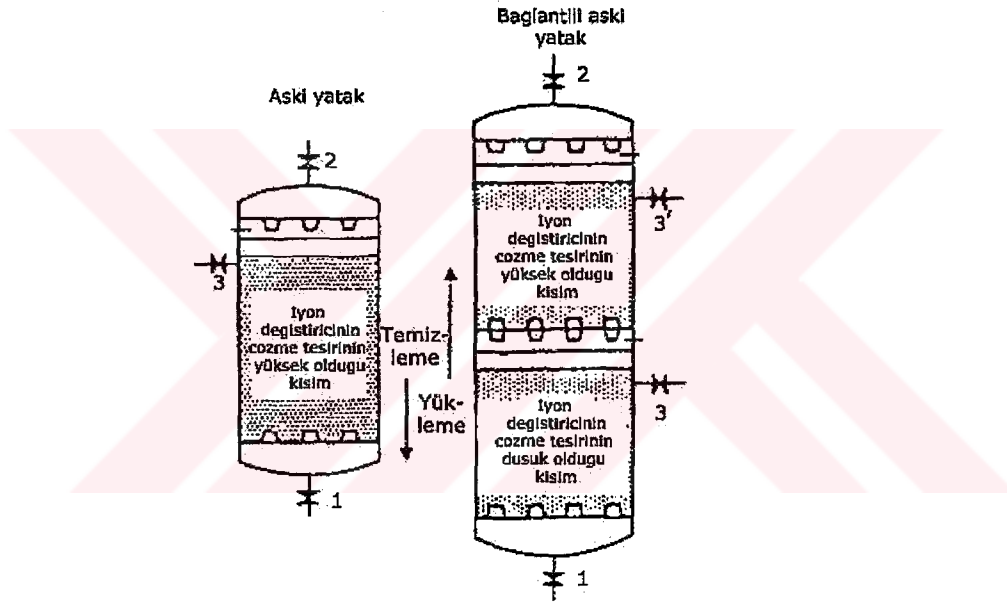 Aski yatak
2
3
Iyon
degistiricinin
cozme tesirinin
yüksek oldugu
kisim
1
Temiz-
leme
Yük-
leme
Baglantili aski
yatak
2
3'
Iyon
degistiricinin
cozme tesirinin
yüksek oldugu
kisim
3
Iyon
degistiricinin
cozme tesirinin
dusuk oldugu
kisim
1